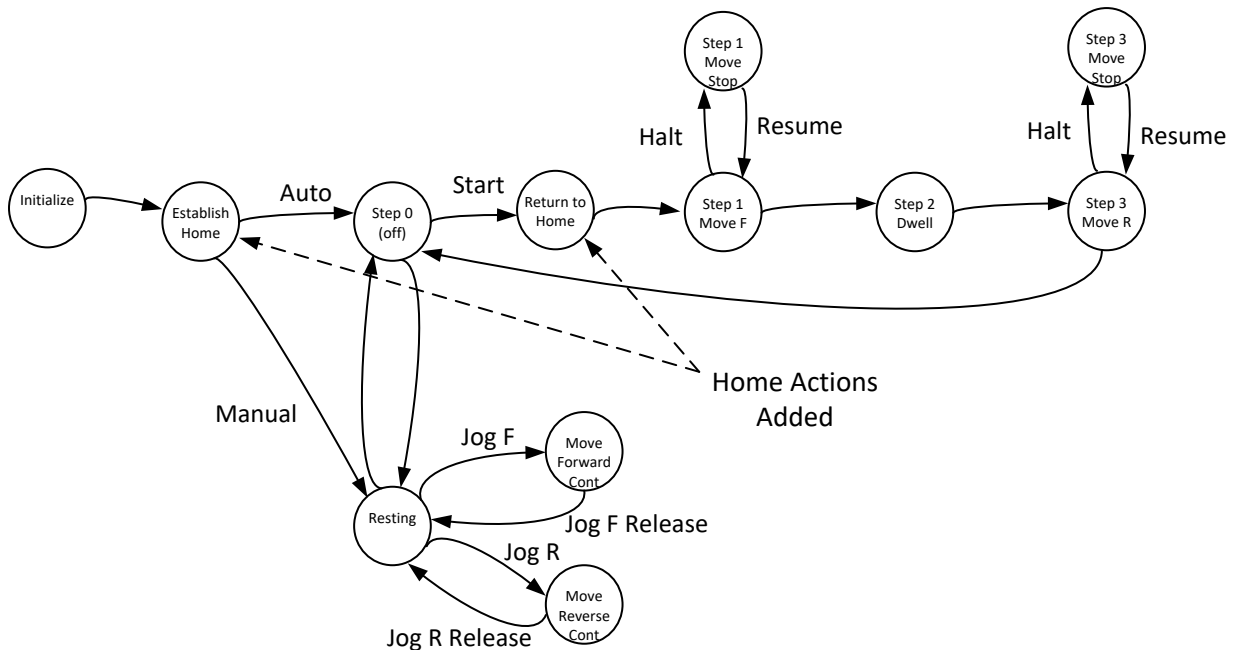 Step 1
Move
Stop
Step 3
Move
Stop
Halt
Resume
Halt
Resume
Initialize
Auto
Start
Establish
Home
Step 0
(off)
Return to
Home
Step 1
Move F
Step 2
Dwell
Step 3
Move R
Home Actions
Added
Manual
Jog F
Move
Forward
Cont
Resting
Jog F Release
Jog R
Move
Reverse
Cont
Jog R Release